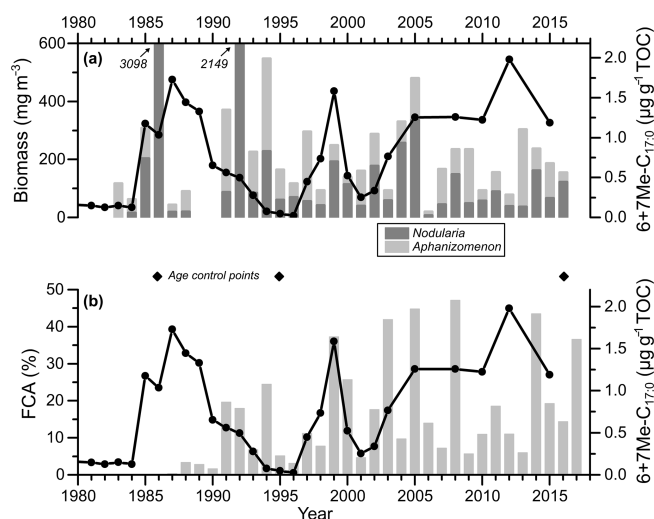 1980 1985 1990 1995 2000 2005 2010 2015
(a)
3098
2149
Biomass (mg m-3)
600
400
200
0
6+7Me-C17:0 (µg g-1 TOC)
2.0
1.5
1.0
0.5
0.0
Nodularia
Aphanizomenon
Age control points
(b)
FCA (%)
50
40
30
20
10
0
6+7Me-C17:0 (µg g-1 TOC)
2.0
1.5
1.0
0.5
0.0
1980 1985 1990 1995 2000 2005 2010 2015
Year